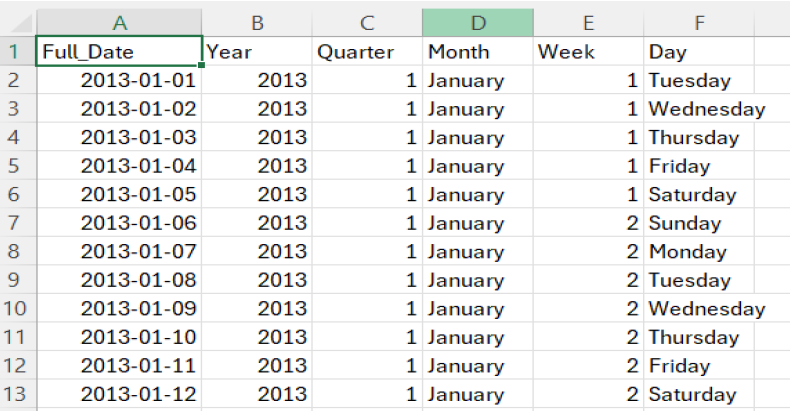 A B C D E F
1 Full_Date Year Quarter Month Week Day
2 2013-01-01 2013 1 January 1 Tuesday
3 2013-01-02 2013 1 January 1 Wednesday
4 2013-01-03 2013 1 January 1 Thursday
5 2013-01-04 2013 1 January 1 Friday
6 2013-01-05 2013 1 January 1 Saturday
7 2013-01-06 2013 1 January 2 Sunday
8 2013-01-07 2013 1 January 2 Monday
9 2013-01-08 2013 1 January 2 Tuesday
10 2013-01-09 2013 1 January 2 Wednesday
11 2013-01-10 2013 1 January 2 Thursday
12 2013-01-11 2013 1 January 2 Friday
13 2013-01-12 2013 1 January 2 Saturday